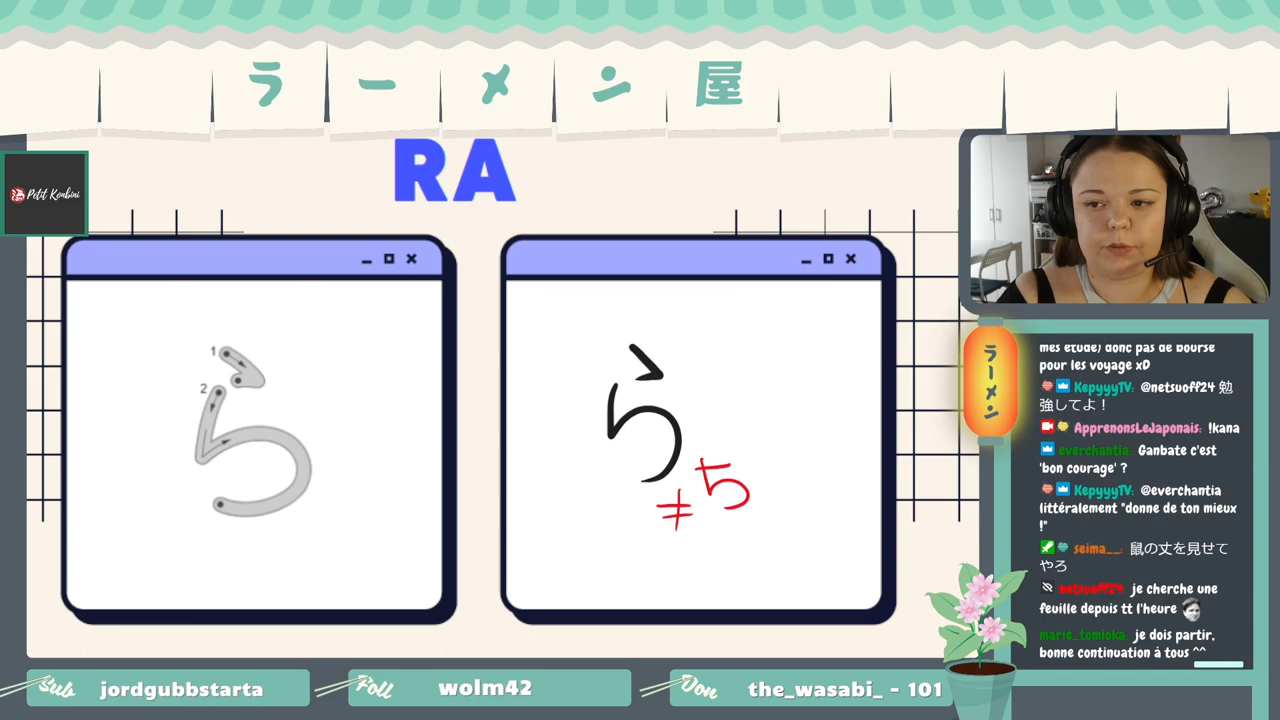 ラーメン屋
RA
Petit Konbini
1
2
ら
ら
≠ ち
ラーメン
mes etude) donc pas de bourse
pour les voyage xD
KepyyyTV: @netsuoff24 勉
強してよ！
ApprenonsLeJaponais: !kana
everchantia: Ganbate c'est
'bon courage' ?
KepyyyTV: @everchantia
littéralement "donne de ton mieux
!"
seima__: 鼠の丈を見せて
やろ
netsuoff24: je cherche une
feuille depuis tt l'heure
marie_tomioka: je dois partir,
bonne continuation à tous ^^
Sub jordgubbstarta
Foll wolm42
Don the_wasabi_ - 101